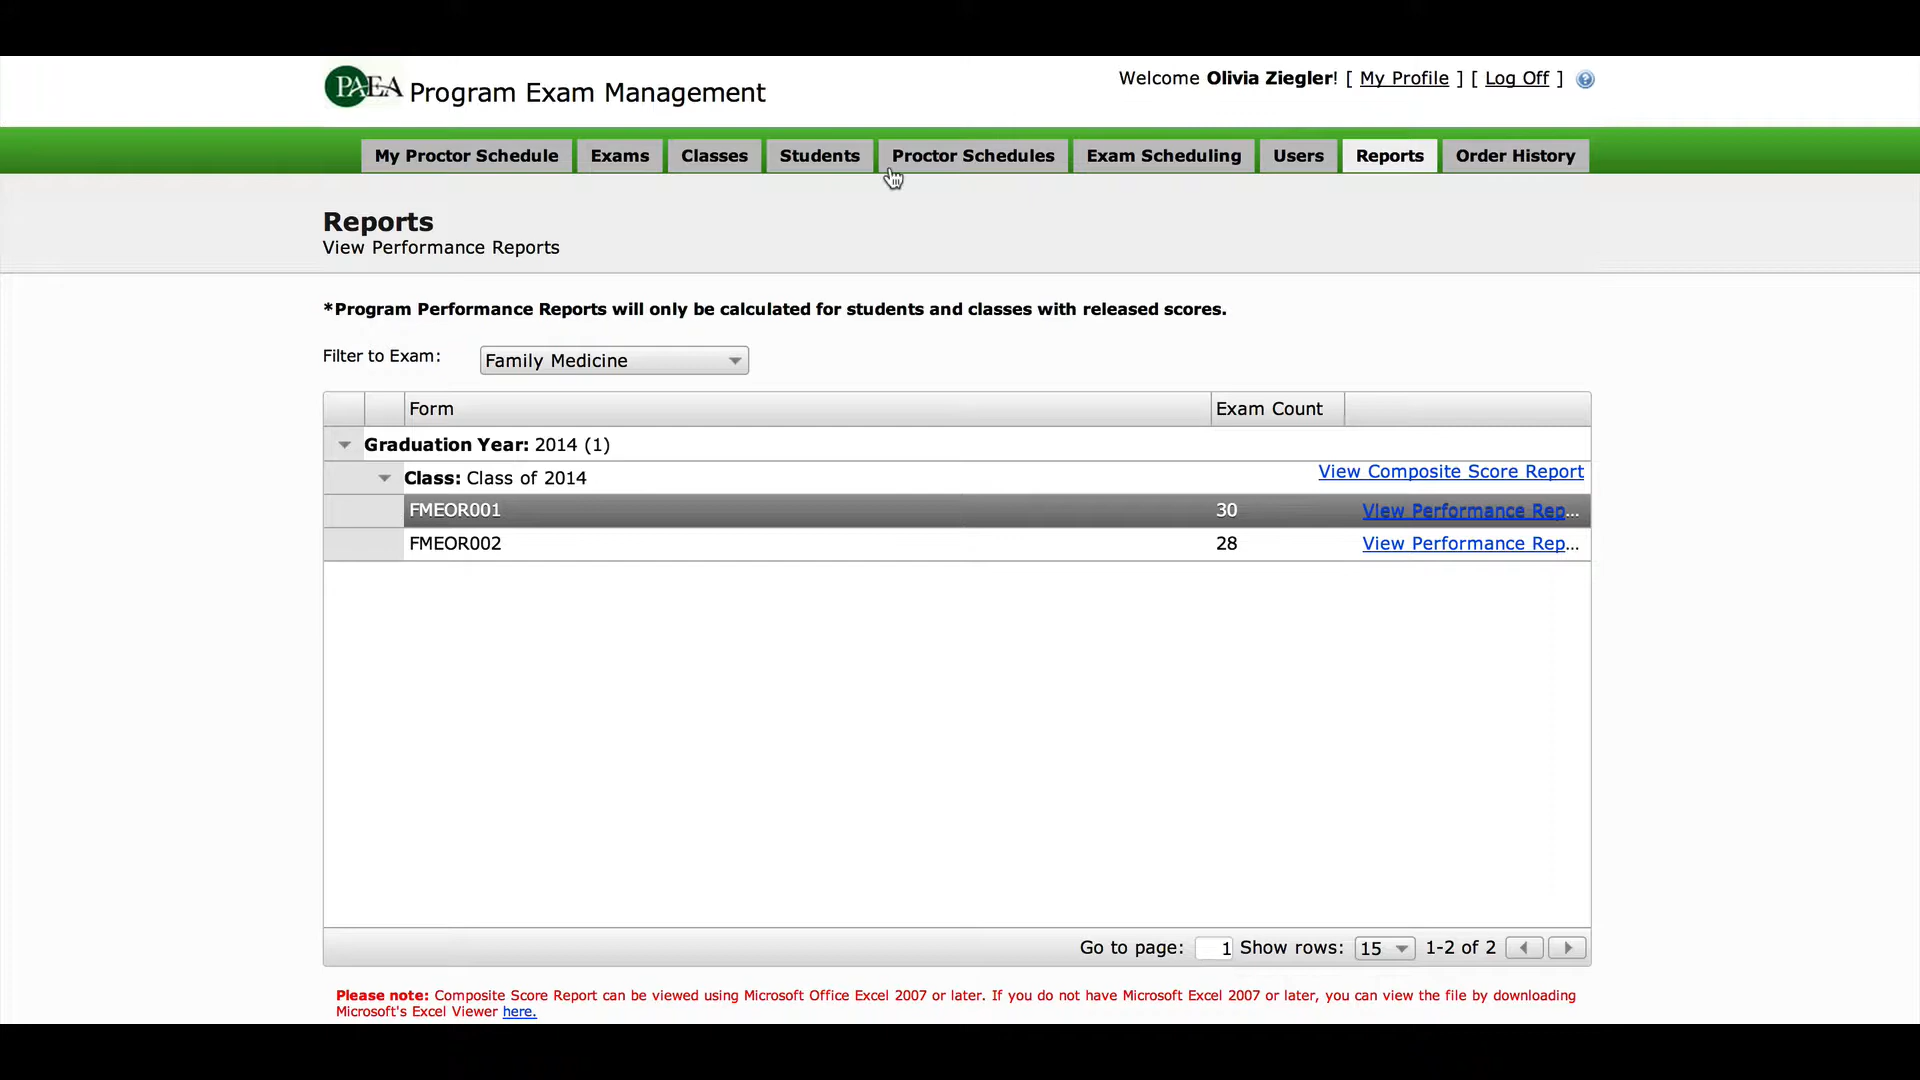 PAEA Program Exam Management
Welcome Olivia Ziegler! [ My Profile ] [ Log Off ] ?
My Proctor Schedule Exams Classes Students Proctor Schedules Exam Scheduling Users Reports Order History
Reports
View Performance Reports
*Program Performance Reports will only be calculated for students and classes with released scores.
Filter to Exam: Family Medicine
Form Exam Count
Graduation Year: 2014 (1)
Class: Class of 2014 View Composite Score Report
FMEOR001 30 View Performance Rep...
FMEOR002 28 View Performance Rep...
Go to page: 1 Show rows: 15 1-2 of 2
Please note: Composite Score Report can be viewed using Microsoft Office Excel 2007 or later. If you do not have Microsoft Excel 2007 or later, you can view the file by downloading
Microsoft's Excel Viewer here.